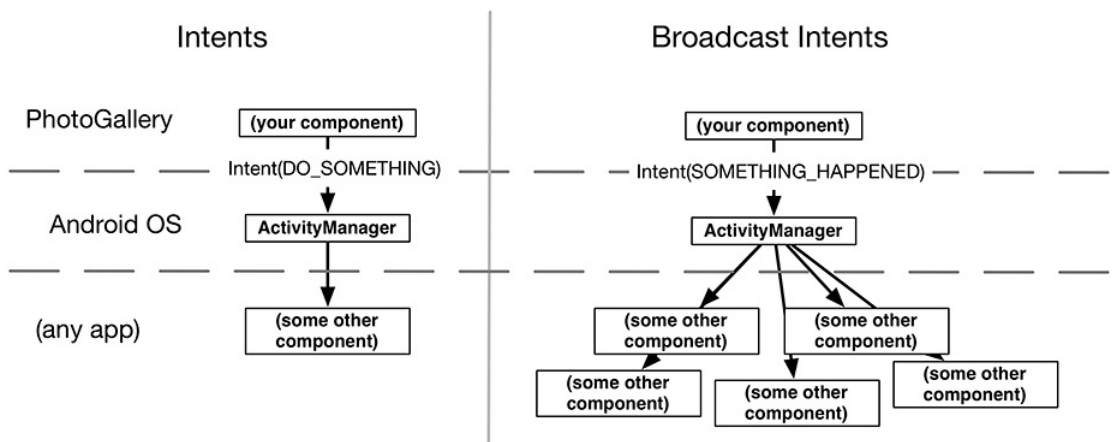 Intents
Broadcast Intents
PhotoGallery
(your component)
(your component)
Intent(DO_SOMETHING)
Intent(SOMETHING_HAPPENED)
Android OS
ActivityManager
ActivityManager
(any app)
(some other
component)
(some other
component)
(some other
component)
(some other
component)
(some other
component)
(some other
component)